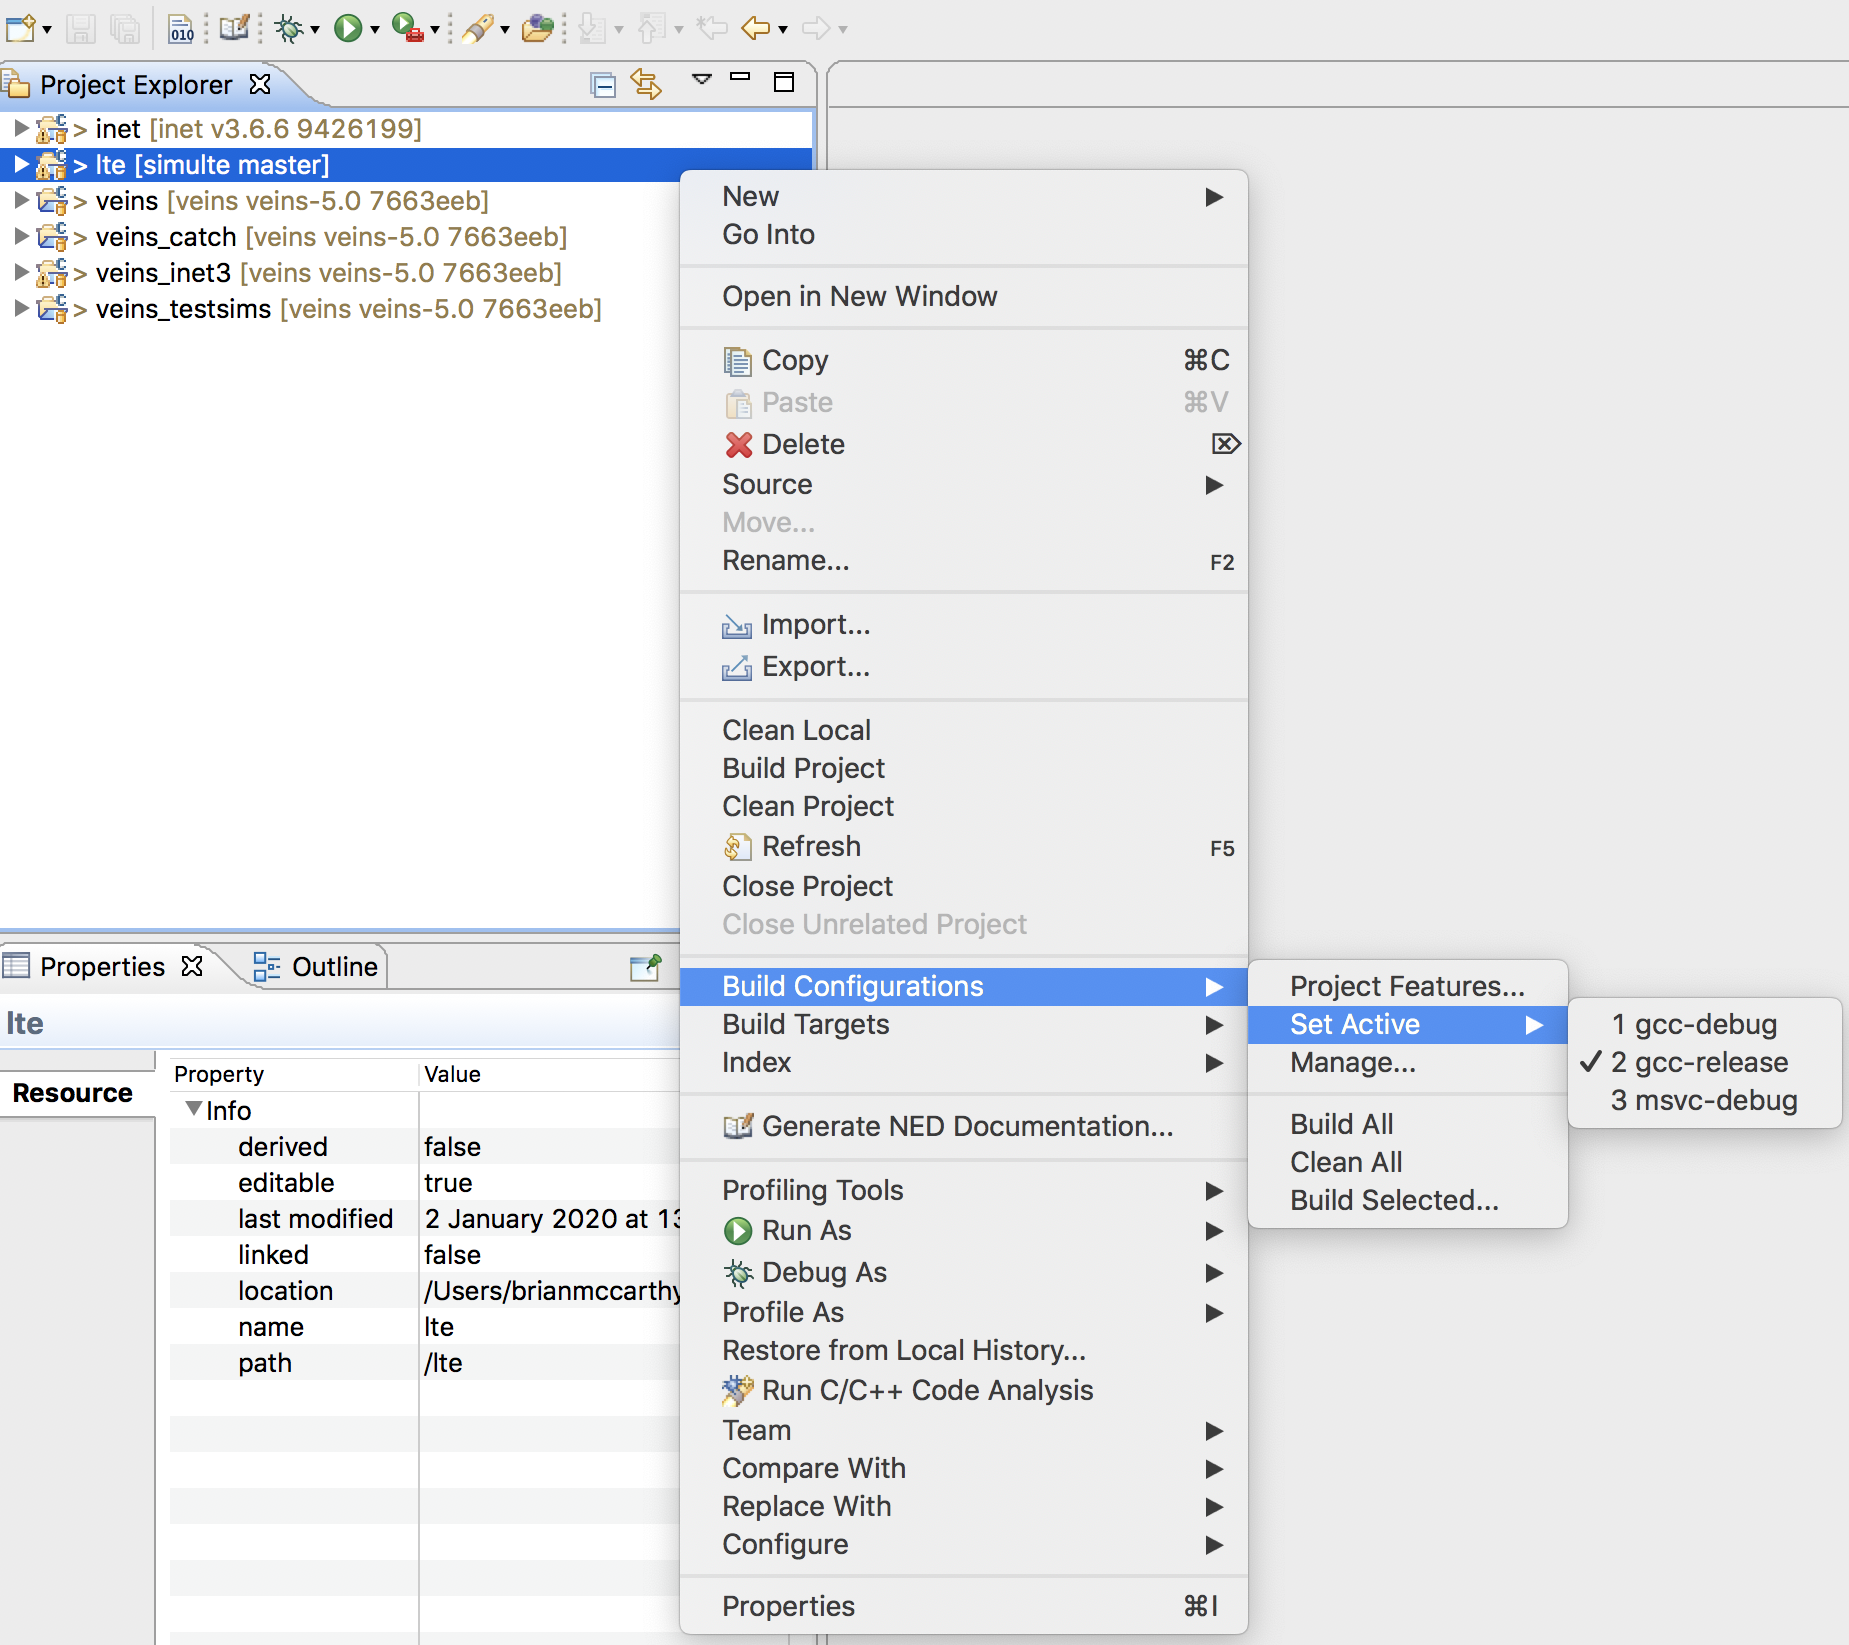 010
Project Explorer
> inet [inet v3.6.6 9426199]
> lte [simulte master]
> veins [veins veins-5.0 7663eeb]
> veins_catch [veins veins-5.0 7663eeb]
> veins_inet3 [veins veins-5.0 7663eeb]
> veins_testsims [veins veins-5.0 7663eeb]
New
Go Into
Open in New Window
Copy ⌘C
Paste ⌘V
Delete ⌦
Source
Move...
Rename... F2
Import...
Export...
Clean Local
Build Project
Clean Project
Refresh F5
Close Project
Close Unrelated Project
Build Configurations
Build Targets
Index
Generate NED Documentation...
Profiling Tools
Run As
Debug As
Profile As
Restore from Local History...
Run C/C++ Code Analysis
Team
Compare With
Replace With
Configure
Properties ⌘I
Project Features...
Set Active
Manage...
Build All
Clean All
Build Selected...
1 gcc-debug
✓ 2 gcc-release
3 msvc-debug
Properties
Outline
lte
Resource
Property Value
Info
derived false
editable true
last modified 2 January 2020 at 13
linked false
location /Users/brianmccarthy
name lte
path /lte